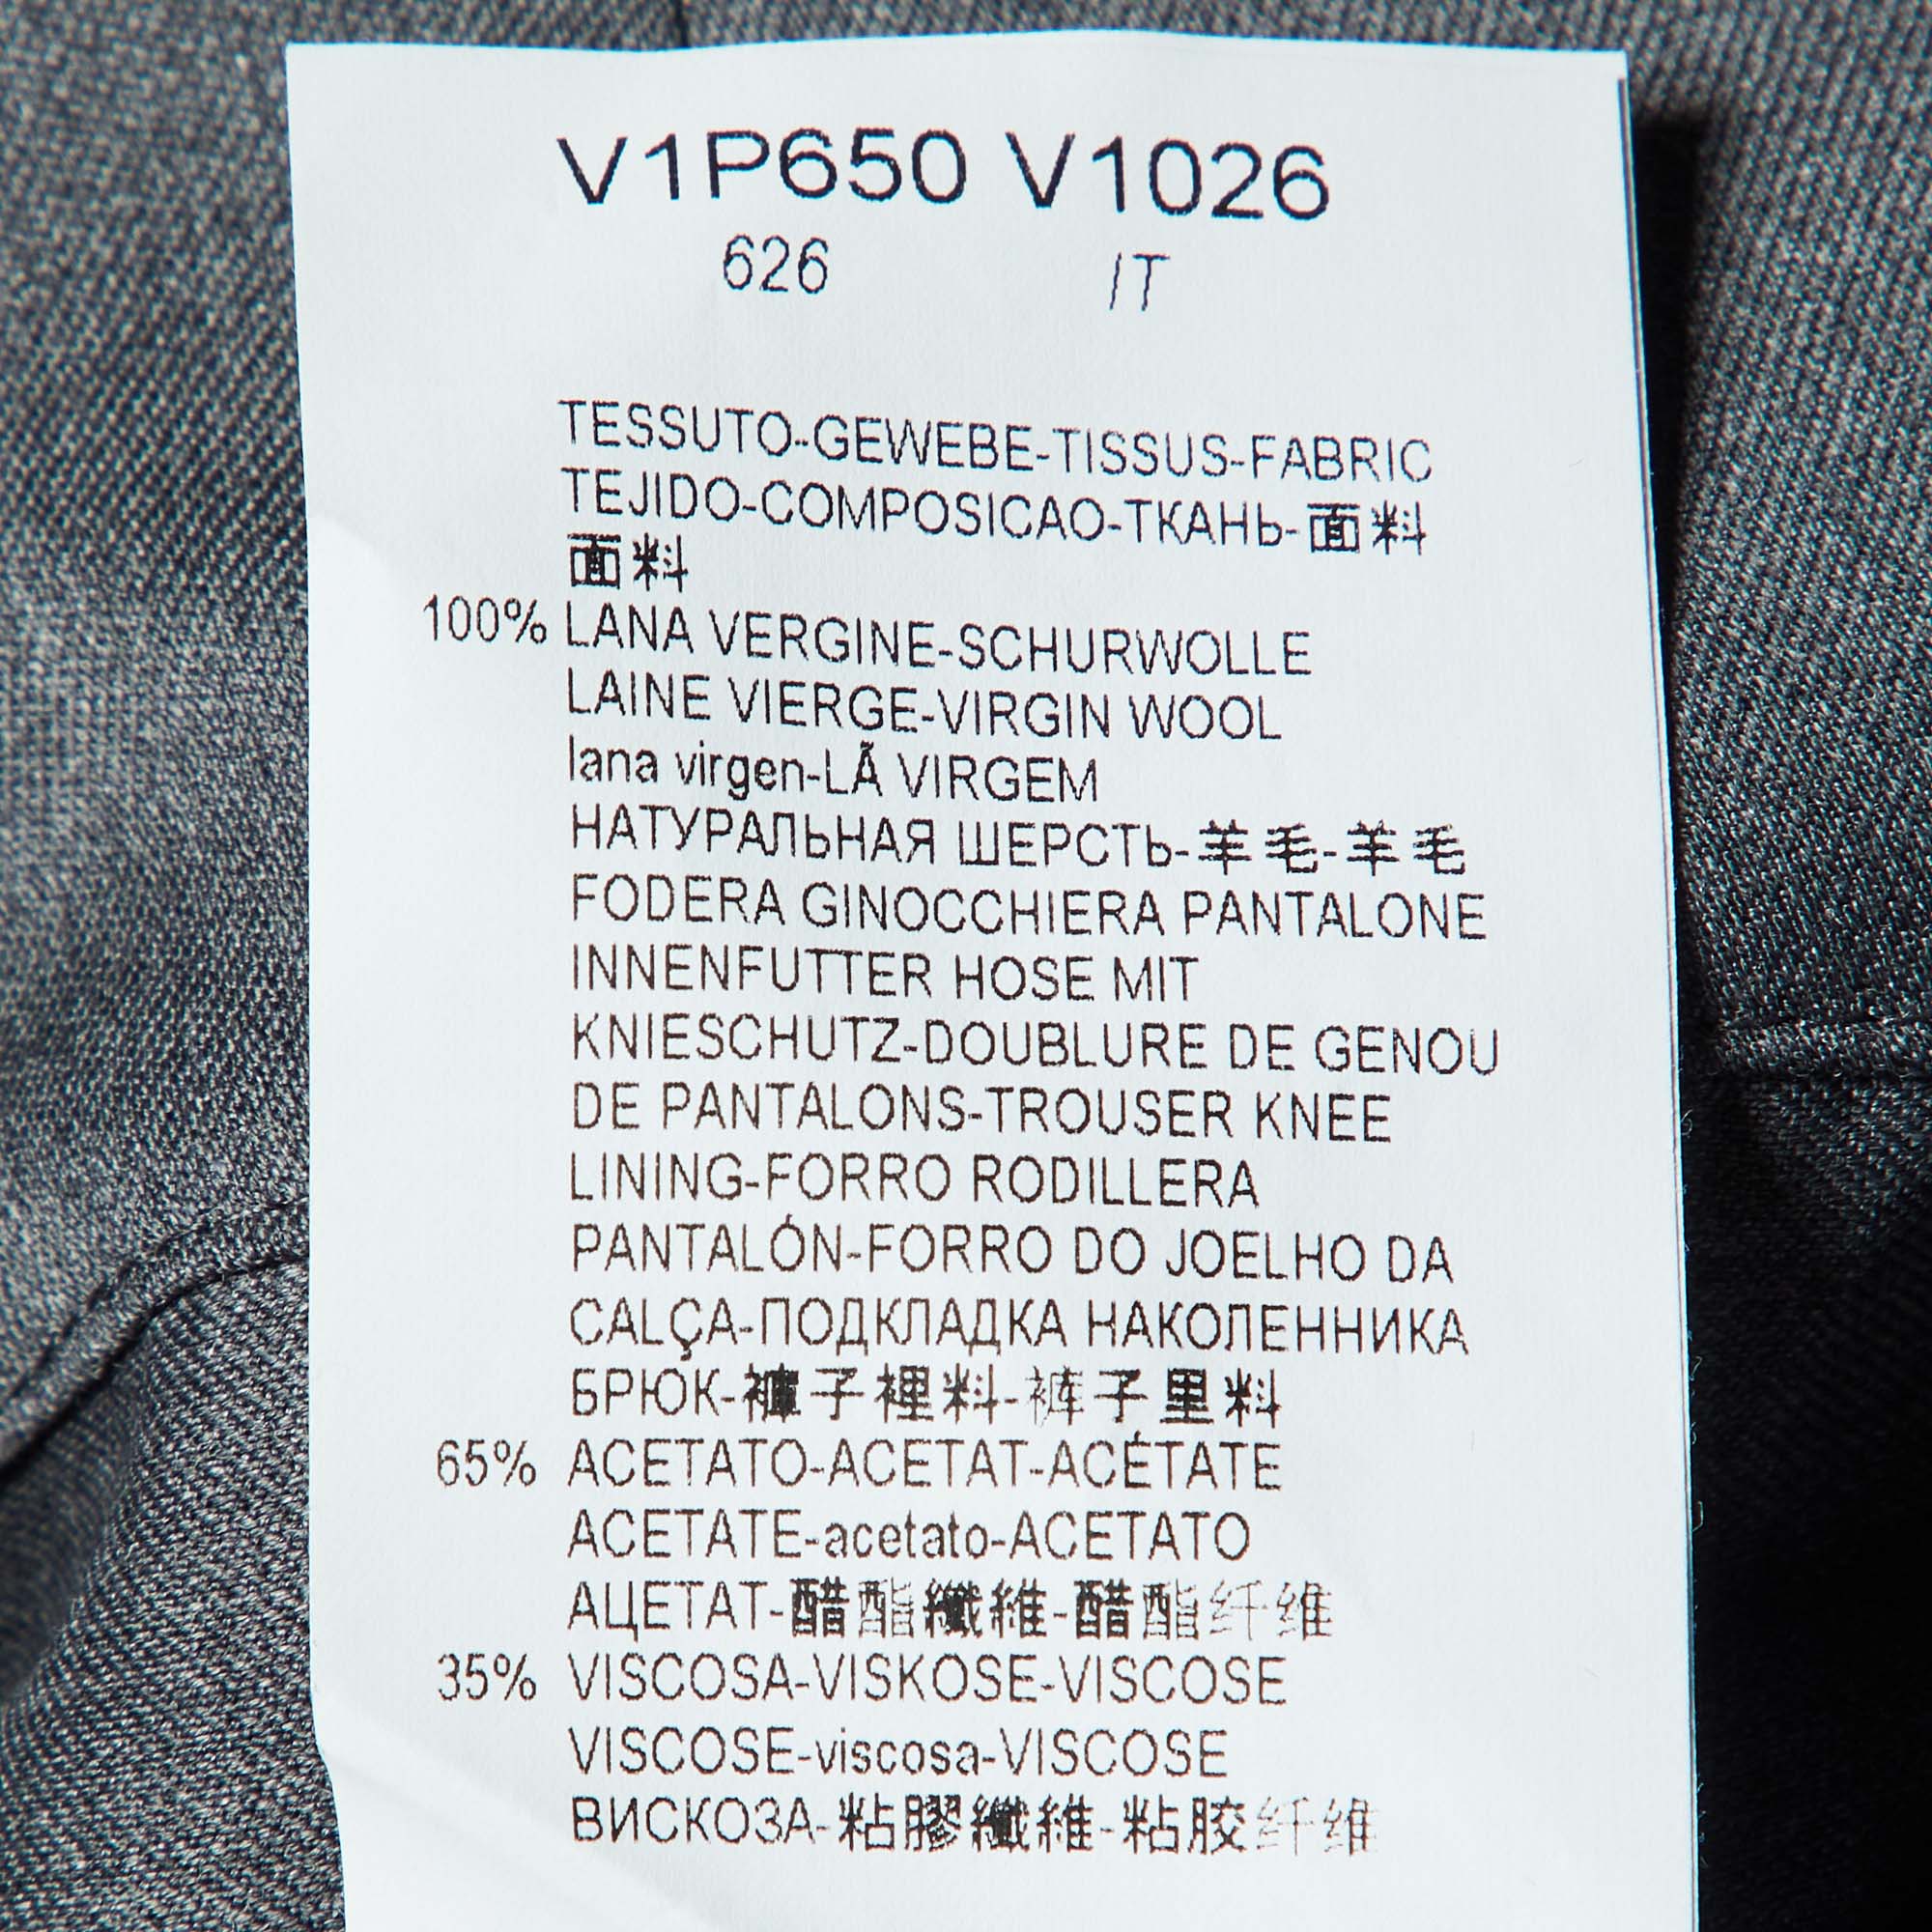 V1P650 V1026
626 IT
TESSUTO-GEWEBE-TISSUS-FABRIC
TEJIDO-COMPOSICAO-ТКАНЬ-面料
面料
100% LANA VERGINE-SCHURWOLLE
LAINE VIERGE-VIRGIN WOOL
lana virgen-LÃ VIRGEM
НАТУРАЛЬНАЯ ШЕРСТЬ-羊毛-羊毛
FODERA GINOCCHIERA PANTALONE
INNENFUTTER HOSE MIT
KNIESCHUTZ-DOUBLURE DE GENOU
DE PANTALONS-TROUSER KNEE
LINING-FORRO RODILLERA
PANTALÓN-FORRO DO JOELHO DA
CALÇA-ПОДКЛАДКА НАКОЛЕННИКА
БРЮК-褲子裡料-裤子里料
65% ACETATO-ACETAT-ACÉTATE
ACETATE-acetato-ACETATO
АЦЕТАТ-醋酯纖維-醋酯纤维
35% VISCOSA-VISKOSE-VISCOSE
VISCOSE-viscosa-VISCOSE
ВИСКОЗА-粘膠纖維-粘胶纤维